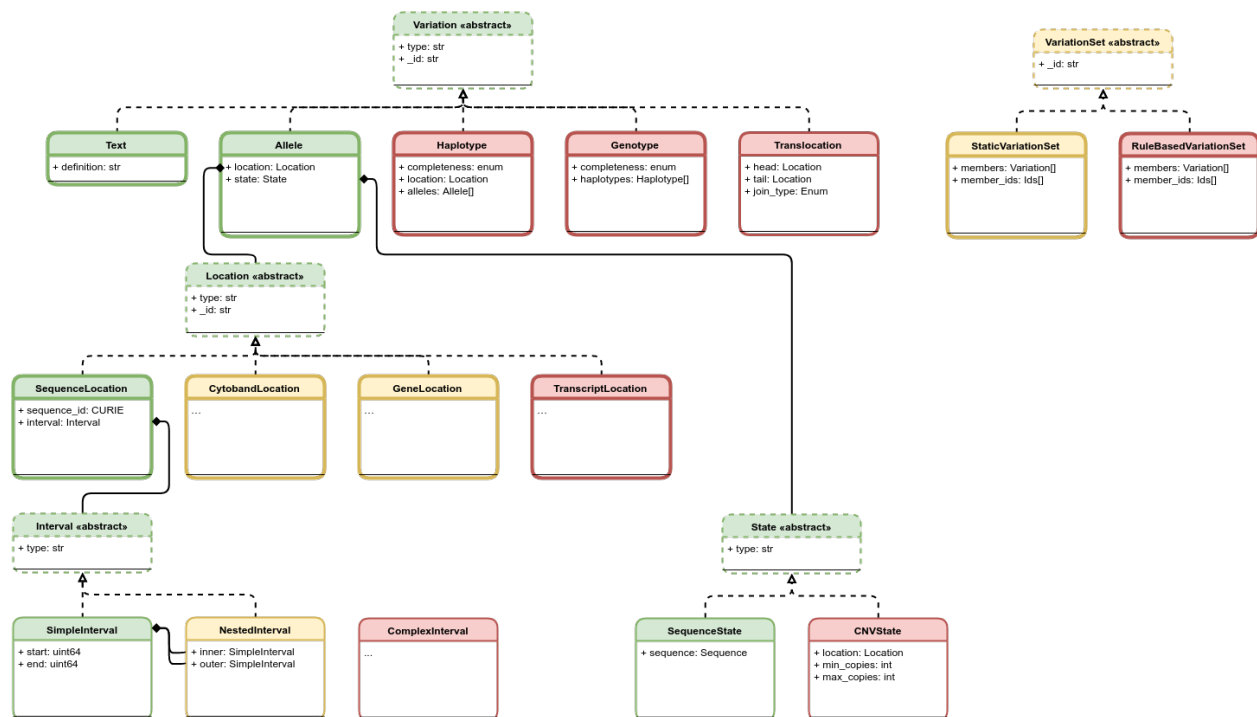 Variation «abstract»
+ type: str
+ _id: str
VariationSet «abstract»
+ _id: str
Text
+ definition: str
Allele
+ location: Location
+ state: State
Haplotype
+ completeness: enum
+ location: Location
+ alleles: Allele[]
Genotype
+ completeness: enum
+ haplotypes: Haplotype[]
Translocation
+ head: Location
+ tail: Location
+ join_type: Enum
StaticVariationSet
+ members: Variation[]
+ member_ids: Ids[]
RuleBasedVariationSet
+ members: Variation[]
+ member_ids: Ids[]
Location «abstract»
+ type: str
+ _id: str
SequenceLocation
+ sequence_id: CURIE
+ interval: Interval
CytobandLocation
...
GeneLocation
...
TranscriptLocation
...
Interval «abstract»
+ type: str
State «abstract»
+ type: str
SimpleInterval
+ start: uint64
+ end: uint64
NestedInterval
+ inner: SimpleInterval
+ outer: SimpleInterval
ComplexInterval
...
SequenceState
+ sequence: Sequence
CNVState
+ location: Location
+ min_copies: int
+ max_copies: int